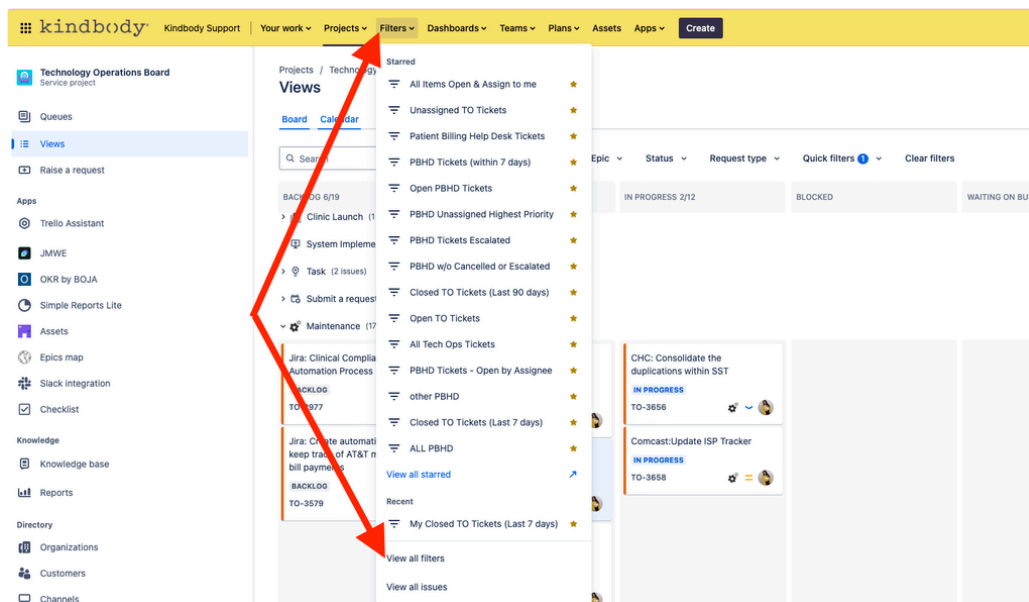 kindbody Kindbody Support Your work Projects Filters Dashboards Teams Plans Assets Apps Create
Technology Operations Board
Service project
Queues
Views
Raise a request
Apps
Trello Assistant
JMWE
OKR by BOJA
Simple Reports Lite
Assets
Epics map
Slack integration
Checklist
Knowledge
Knowledge base
Reports
Directory
Organizations
Customers
Channels
Projects / Technology
Views
Board Calendar
Search
Epic Status Request type Quick filters 1 Clear filters
BACKLOG 6/19
IN PROGRESS 2/12
BLOCKED
WAITING ON BU
Clinic Launch (1
System Impleme
Task (2 issues)
Submit a request
Maintenance (17
Jira: Clinical Complia
Automation Process
BACKLOG
Jira: Create automati
keep track of AT&T m
bill payments
BACKLOG
TO-3579
Starred
All Items Open & Assign to me
Unassigned TO Tickets
Patient Billing Help Desk Tickets
PBHD Tickets (within 7 days)
Open PBHD Tickets
PBHD Unassigned Highest Priority
PBHD Tickets Escalated
PBHD w/o Cancelled or Escalated
Closed TO Tickets (Last 90 days)
Open TO Tickets
All Tech Ops Tickets
PBHD Tickets - Open by Assignee
other PBHD
Closed TO Tickets (Last 7 days)
ALL PBHD
View all starred
Recent
My Closed TO Tickets (Last 7 days)
View all filters
View all issues
CHC: Consolidate the
duplications within SST
IN PROGRESS
TO-3656
Comcast:Update ISP Tracker
IN PROGRESS
TO-3658